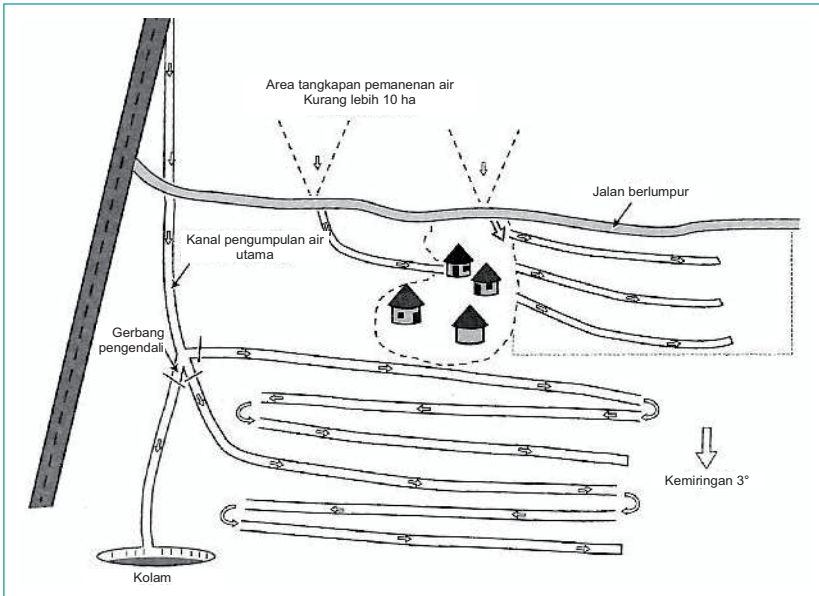 Area tangkapan pemanenan air
Kurang lebih 10 ha
Jalan berlumpur
Kanal pengumpulan air
utama
Gerbang
pengendali
Kemiringan 3°
Kolam